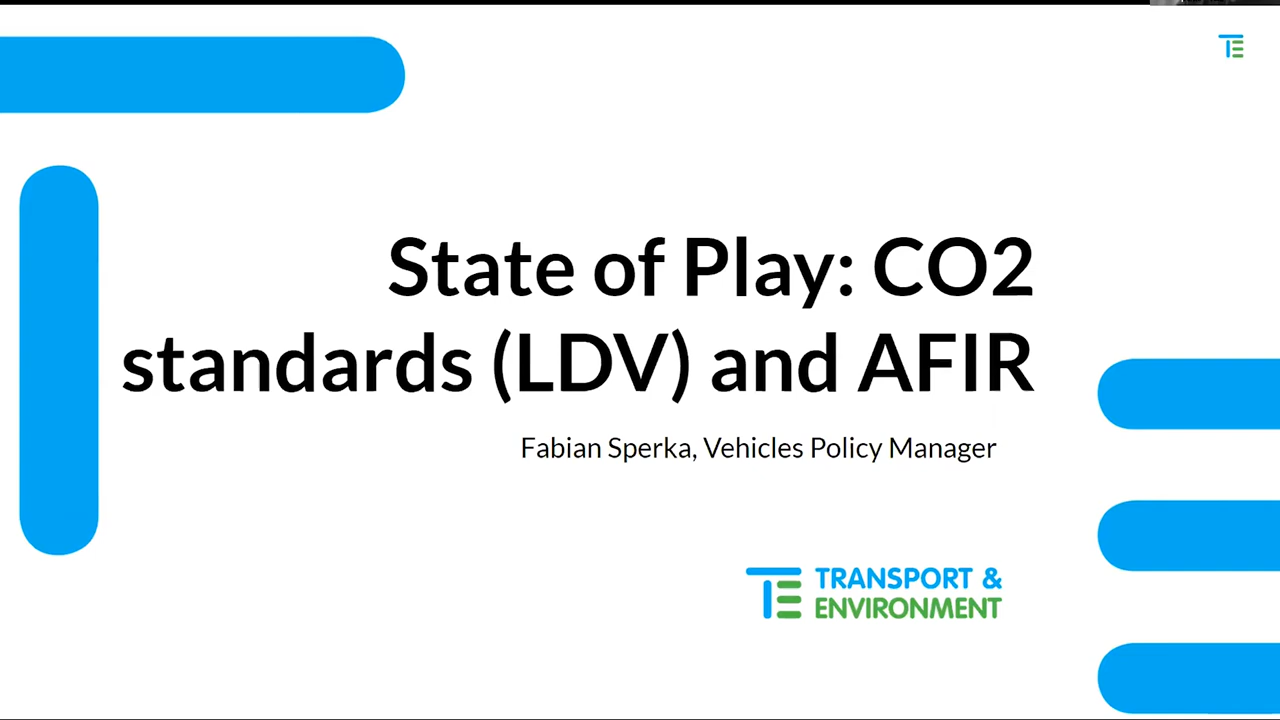 State of Play: CO2
standards (LDV) and AFIR
Fabian Sperka, Vehicles Policy Manager
TRANSPORT &
ENVIRONMENT